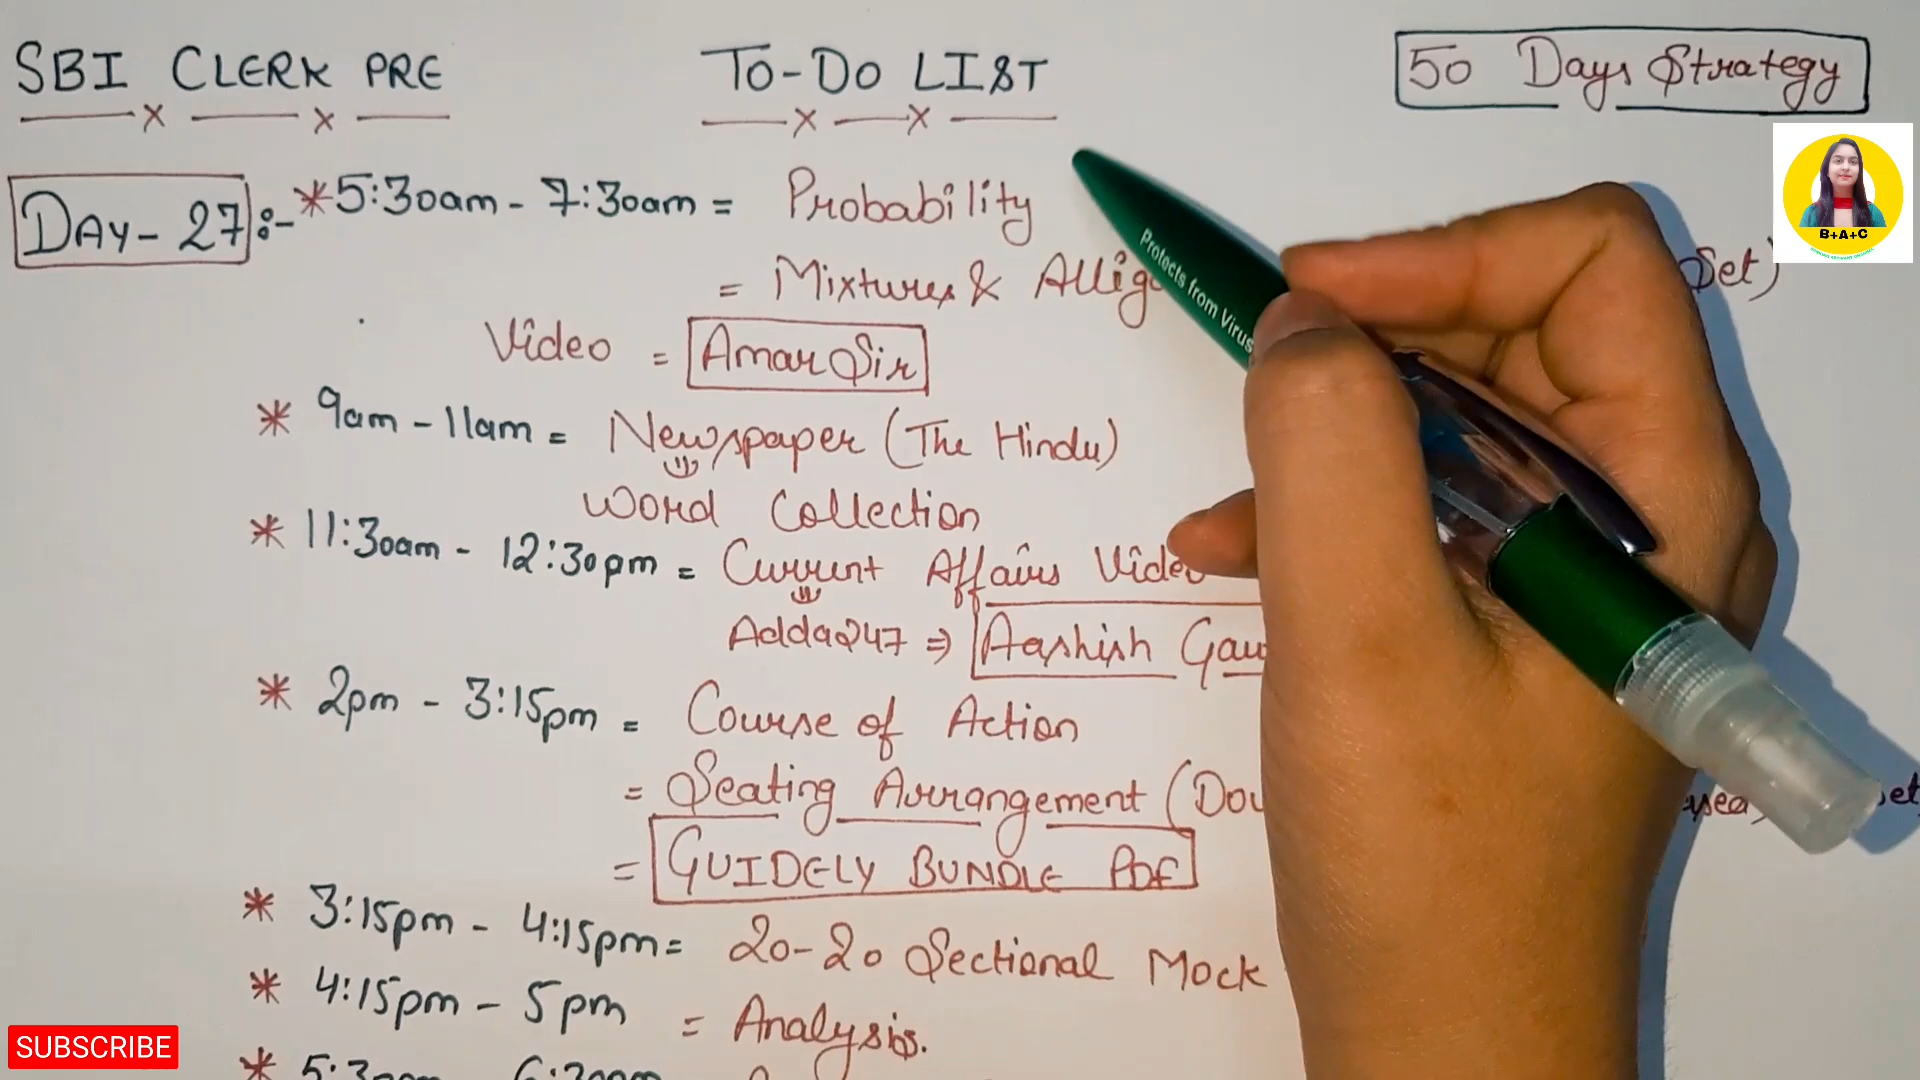 SBI CLERK PRE TO-DO LIST 50 Days Strategy
B+A+C
DAY-27:- *5:30am - 7:30am = Probability
= Mixtures & Set)
Video = Amar Sir
* 9am - 11am = Newspaper (The Hindu)
Word Collection
* 11:30am - 12:30pm = Current Affairs Video
Adda247 ⇒ Aashish
* 2pm - 3:15pm = Course of Action
= Seating Arrangement (
= GUIDELY BUNDLE PDF
* 3:15pm - 4:15pm = 20-20 Sectional Mock
* 4:15pm - 5pm = Analysis.
Protects from Virus
SUBSCRIBE